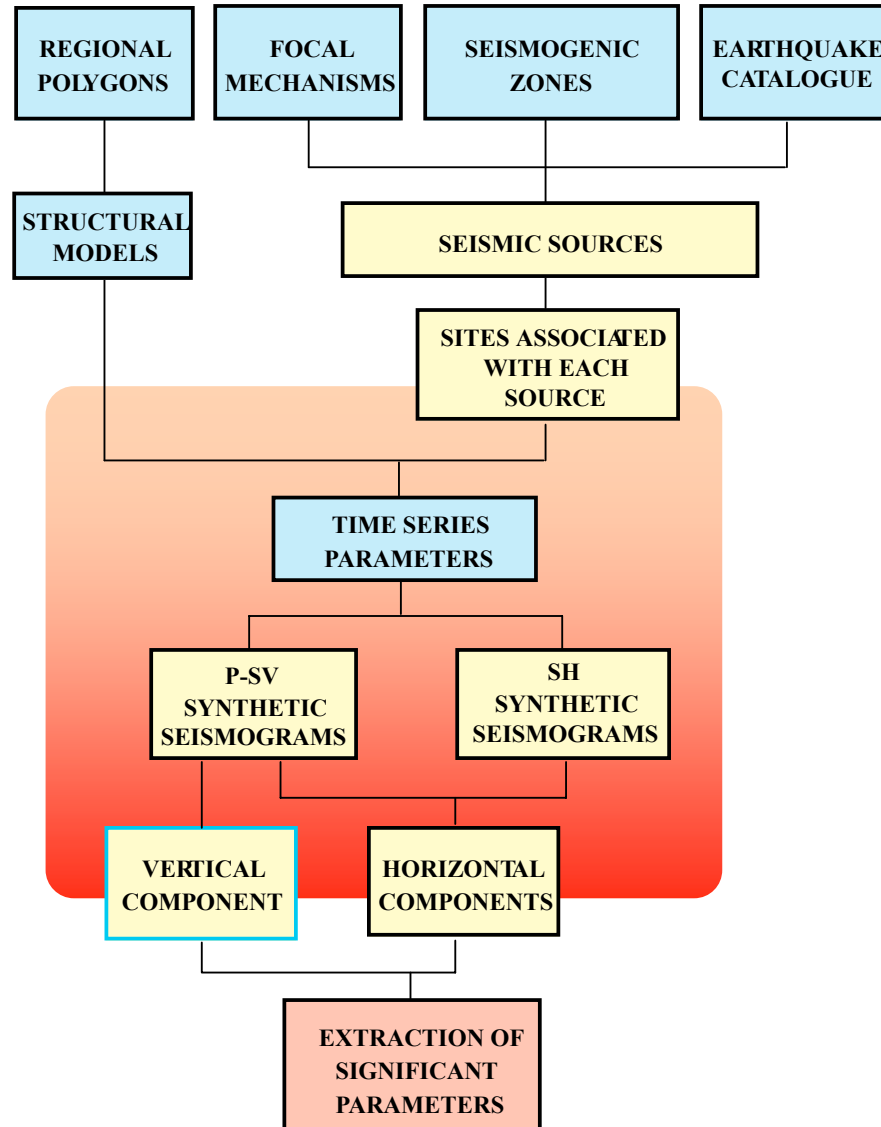 REGIONAL
POLYGONS
FOCAL
MECHANISMS
SEISMOGENIC
ZONES
EARTHQUAKE
CATALOGUE
STRUCTURAL
MODELS
SEISMIC SOURCES
SITES ASSOCIATED
WITH EACH
SOURCE
TIME SERIES
PARAMETERS
P-SV
SYNTHETIC
SEISMOGRAMS
SH
SYNTHETIC
SEISMOGRAMS
VERTICAL
COMPONENT
HORIZONTAL
COMPONENTS
EXTRACTION OF
SIGNIFICANT
PARAMETERS